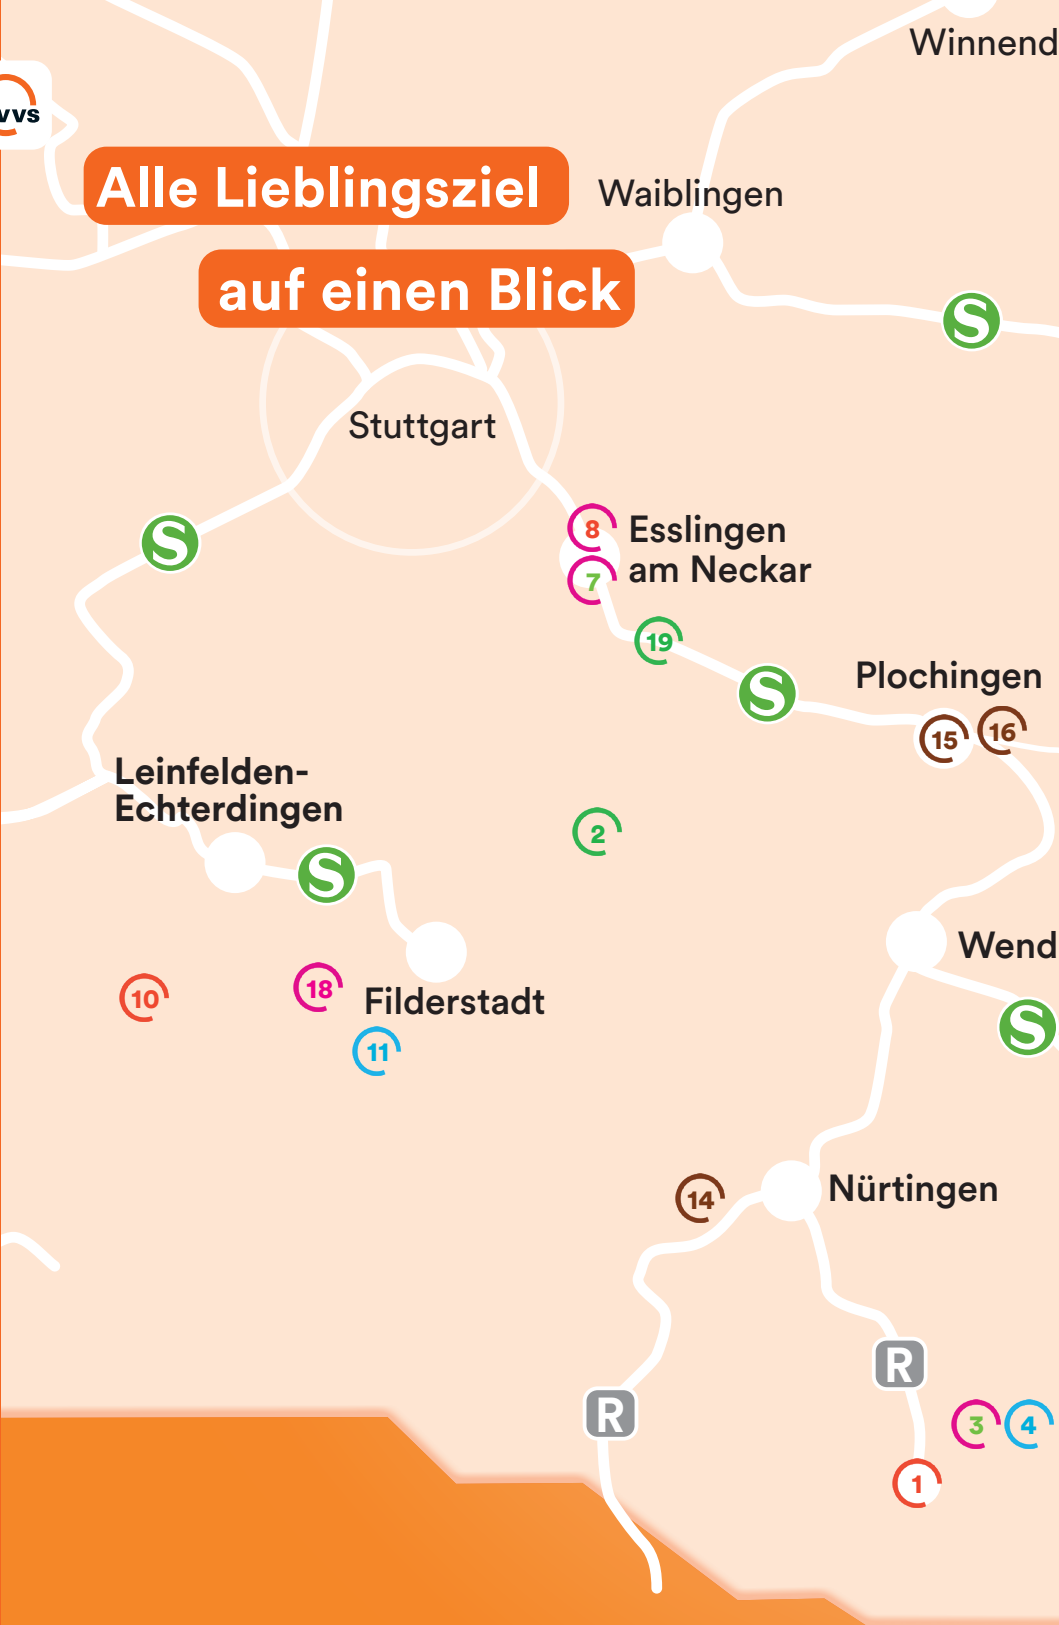 Winnend
vvs
Alle Lieblingsziel
Waiblingen
auf einen Blick
S
Stuttgart
S
8
Esslingen
am Neckar
7
19
Plochingen
S
15
16
Leinfelden-
Echterdingen
2
S
Wend
10
18
Filderstadt
S
11
14
Nürtingen
R
R
3
4
1